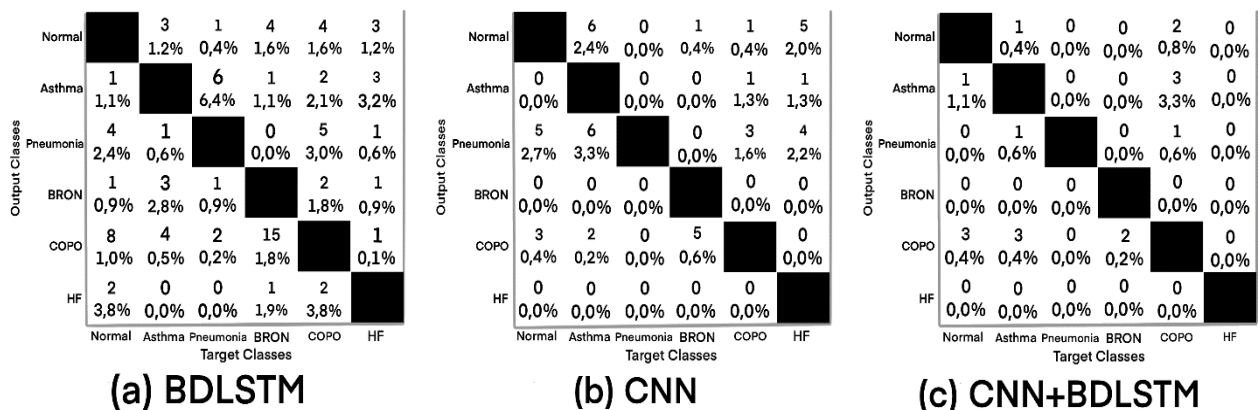 Output Classes
Normal 3 1 4 4 3
1.2% 0,4% 1,6% 1,6% 1,2%
Asthma 1 6 1 2 3
1,1% 6,4% 1,1% 2,1% 3,2%
Pneumonia 4 1 0 5 1
2,4% 0,6% 0,0% 3,0% 0,6%
BRON 1 3 1 2 1
0,9% 2,8% 0,9% 1,8% 0,9%
COPO 8 4 2 15 1
1,0% 0,5% 0,2% 1,8% 0,1%
HF 2 0 0 1 2
3,8% 0,0% 0,0% 1,9% 3,8%
Normal Asthma Pneumonia BRON COPO HF
Target Classes
(a) BDLSTM
Output Classes
Normal 6 0 1 1 5
2,4% 0,0% 0,4% 0,4% 2,0%
Asthma 0 0 0 1 1
0,0% 0,0% 0,0% 1,3% 1,3%
Pneumonia 5 6 0 3 4
2,7% 3,3% 0,0% 1,6% 2,2%
BRON 0 0 0 0 0
0,0% 0,0% 0,0% 0,0% 0,0%
COPO 3 2 0 5 0
0,4% 0,2% 0,0% 0,6% 0,0%
HF 0 0 0 0 0
0,0% 0,0% 0,0% 0,0% 0,0%
Normal Asthma Pneumonia BRON COPO HF
Target Classes
(b) CNN
Output Classes
Normal 1 0 0 2 0
0,4% 0,0% 0,0% 0,8% 0,0%
Asthma 1 0 0 3 0
1,1% 0,0% 0,0% 3,3% 0,0%
Pneumonia 0 1 0 1 0
0,0% 0,6% 0,0% 0,6% 0,0%
BRON 0 0 0 0 0
0,0% 0,0% 0,0% 0,0% 0,0%
COPO 3 3 0 2 0
0,4% 0,4% 0,0% 0,2% 0,0%
HF 0 0 0 0 0
0,0% 0,0% 0,0% 0,0% 0,0%
Normal Asthma Pneumonia BRON COPO HF
Target Classes
(c) CNN+BDLSTM